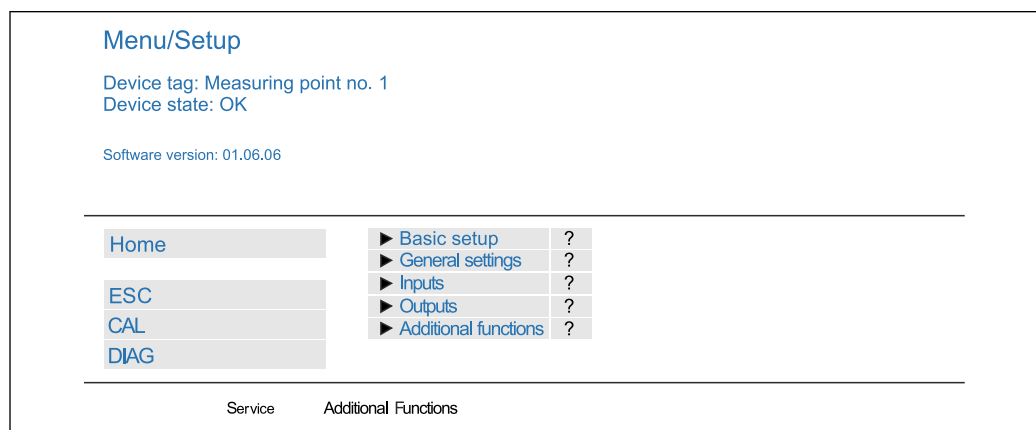 Menu/Setup
Device tag: Measuring point no. 1
Device state: OK
Software version: 01.06.06
Home
ESC
CAL
DIAG
► Basic setup ?
► General settings ?
► Inputs ?
► Outputs ?
► Additional functions ?
Service Additional Functions